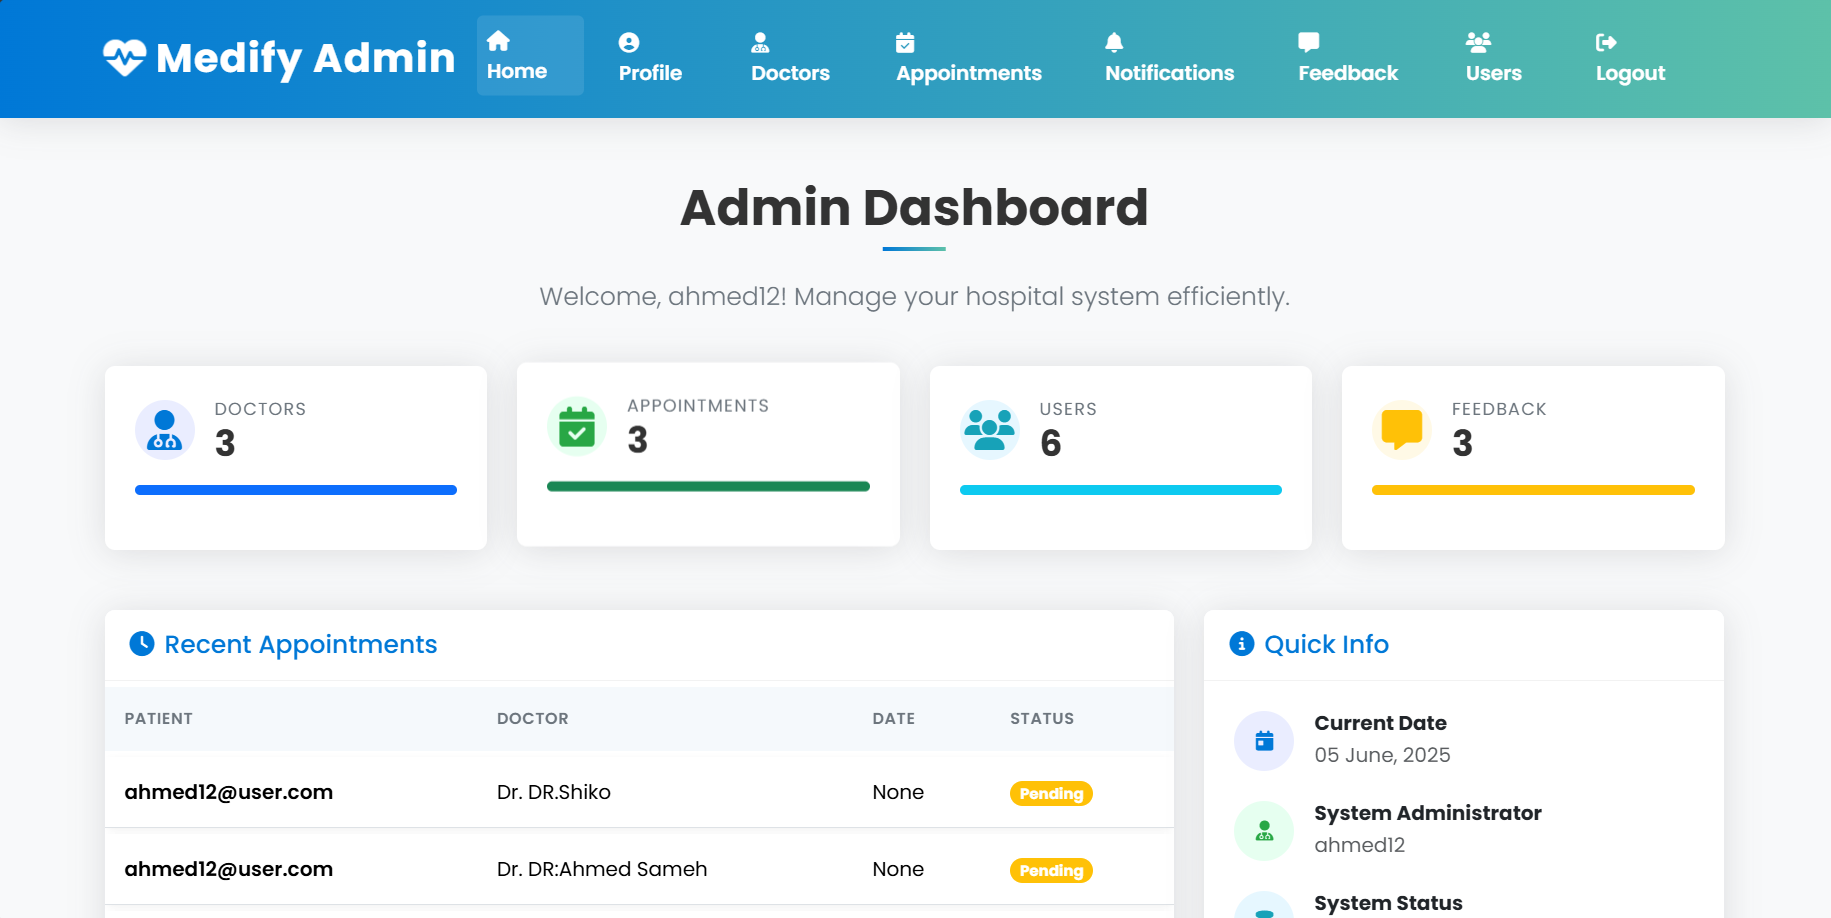 Medify Admin
Home
Profile
Doctors
Appointments
Notifications
Feedback
Users
Logout
Admin Dashboard
Welcome, ahmed12! Manage your hospital system efficiently.
DOCTORS
3
APPOINTMENTS
3
USERS
6
FEEDBACK
3
Recent Appointments
PATIENT DOCTOR DATE STATUS
ahmed12@user.com Dr. DR.Shiko None Pending
ahmed12@user.com Dr. DR:Ahmed Sameh None Pending
Quick Info
Current Date
05 June, 2025
System Administrator
ahmed12
System Status